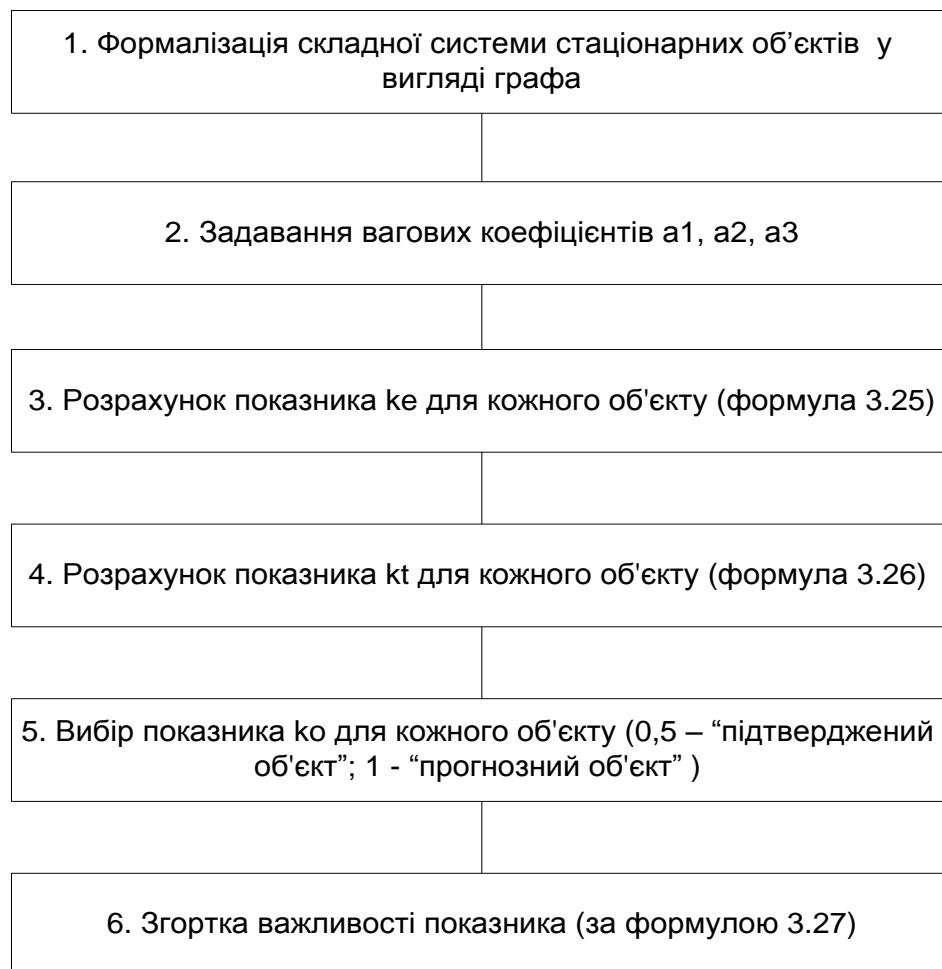 1. Формалізація складної системи стаціонарних об’єктів у
вигляді графа
2. Задавання вагових коефіцієнтів a1, a2, a3
3. Розрахунок показника ke для кожного об'єкту (формула 3.25)
4. Розрахунок показника kt для кожного об'єкту (формула 3.26)
5. Вибір показника ko для кожного об'єкту (0,5 – “підтверджений
об'єкт”; 1 - “прогнозний об'єкт” )
6. Згортка важливості показника (за формулою 3.27)